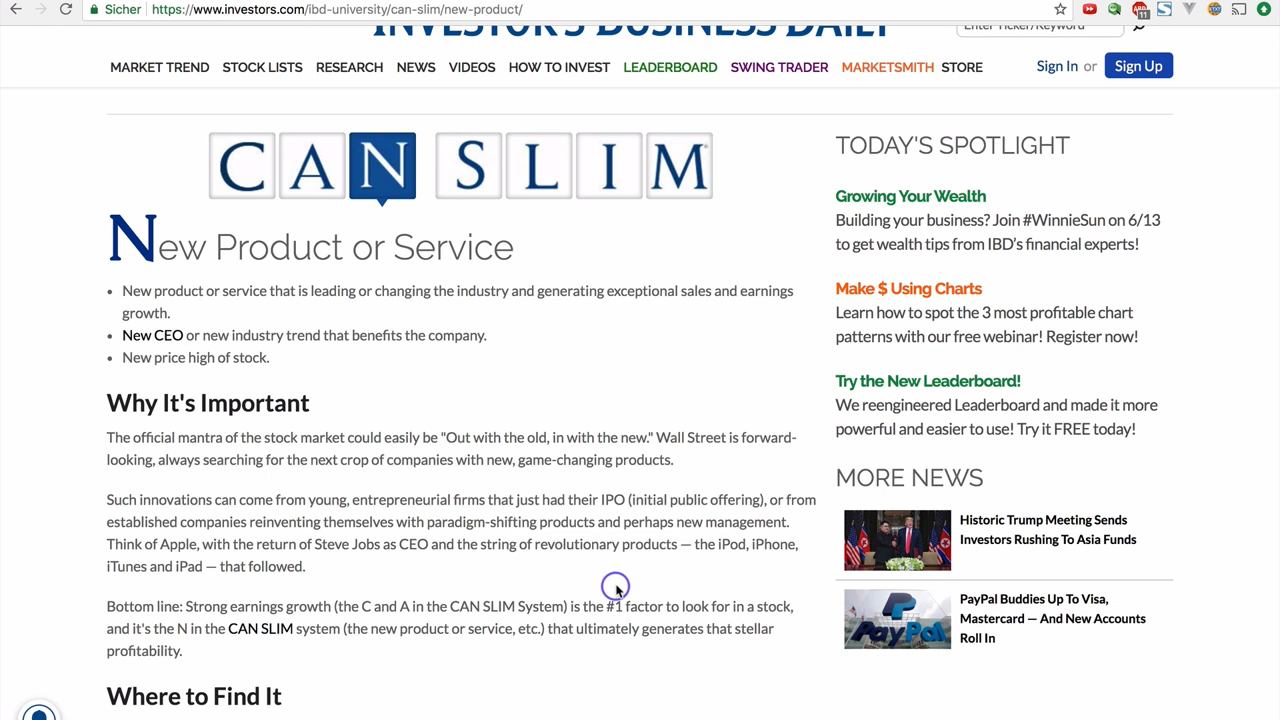 Sicher https://www.investors.com/ibd-university/can-slim/new-product/
11
INVESTOR'S BUSINESS DAILY
Enter Ticker/Keyword
MARKET TREND STOCK LISTS RESEARCH NEWS VIDEOS HOW TO INVEST LEADERBOARD SWING TRADER MARKETSMITH STORE Sign In or Sign Up
CAN SLIM®
New Product or Service
• New product or service that is leading or changing the industry and generating exceptional sales and earnings
growth.
• New CEO or new industry trend that benefits the company.
• New price high of stock.
Why It's Important
The official mantra of the stock market could easily be "Out with the old, in with the new." Wall Street is forward-
looking, always searching for the next crop of companies with new, game-changing products.
Such innovations can come from young, entrepreneurial firms that just had their IPO (initial public offering), or from
established companies reinventing themselves with paradigm-shifting products and perhaps new management.
Think of Apple, with the return of Steve Jobs as CEO and the string of revolutionary products — the iPod, iPhone,
iTunes and iPad — that followed.
Bottom line: Strong earnings growth (the C and A in the CAN SLIM System) is the #1 factor to look for in a stock,
and it's the N in the CAN SLIM system (the new product or service, etc.) that ultimately generates that stellar
profitability.
Where to Find It
TODAY'S SPOTLIGHT
Growing Your Wealth
Building your business? Join #WinnieSun on 6/13
to get wealth tips from IBD's financial experts!
Make $ Using Charts
Learn how to spot the 3 most profitable chart
patterns with our free webinar! Register now!
Try the New Leaderboard!
We reengineered Leaderboard and made it more
powerful and easier to use! Try it FREE today!
MORE NEWS
Historic Trump Meeting Sends
Investors Rushing To Asia Funds
PayPal
PayPal Buddies Up To Visa,
Mastercard — And New Accounts
Roll In